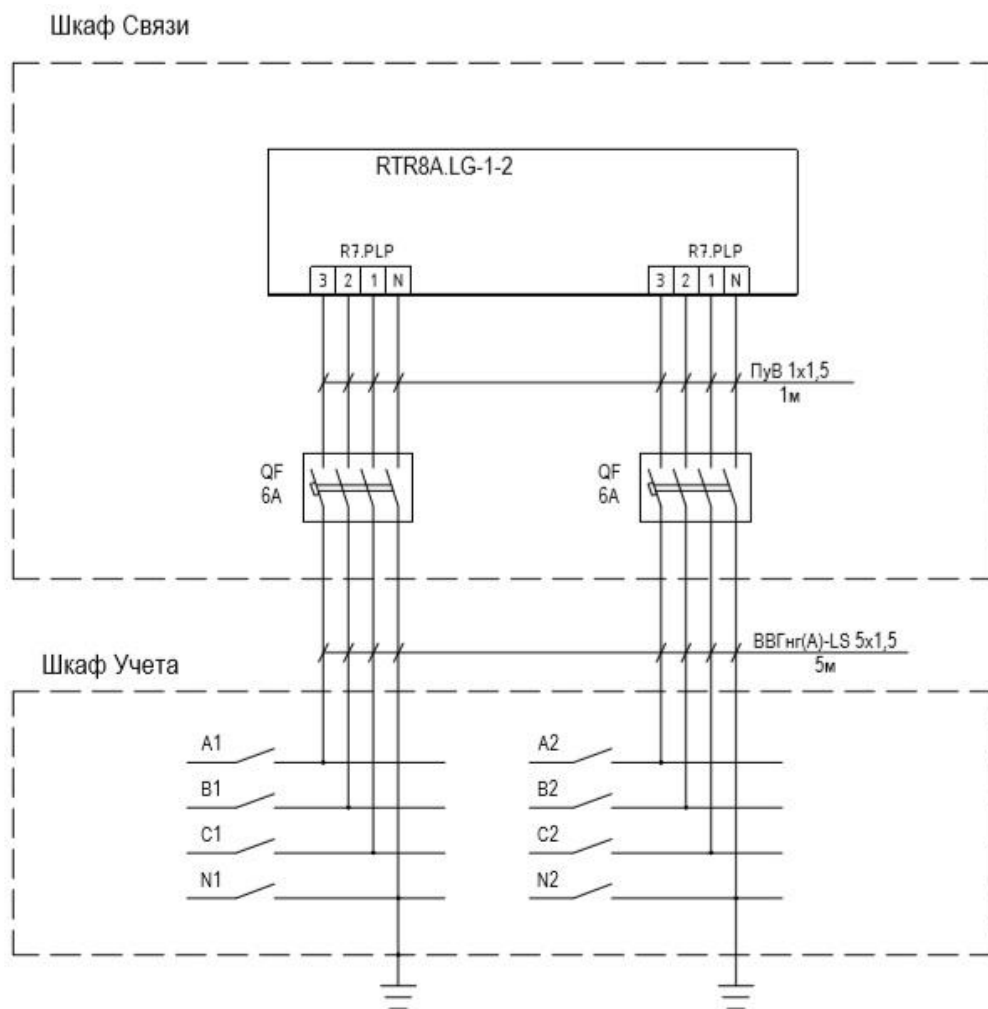 Шкаф Связи
RTR8A.LG-1-2
R7.PLP
R7.PLP
3 2 1 N
3 2 1 N
ПуВ 1х1,5
1м
QF
6А
QF
6А
ВВГнг(А)-LS 5х1,5
5м
Шкаф Учета
A1
A2
B1
B2
C1
C2
N1
N2